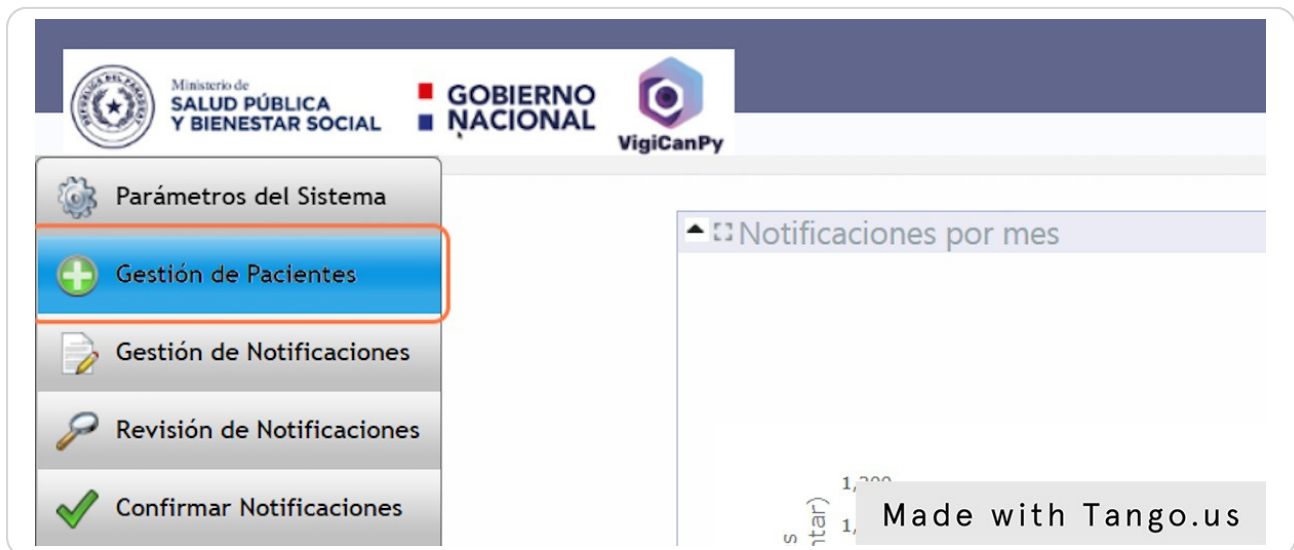 Ministerio de
SALUD PÚBLICA
Y BIENESTAR SOCIAL
GOBIERNO
NACIONAL
VigiCanPy
Parámetros del Sistema
Gestión de Pacientes
Gestión de Notificaciones
Revisión de Notificaciones
Confirmar Notificaciones
Notificaciones por mes
Made with Tango.us